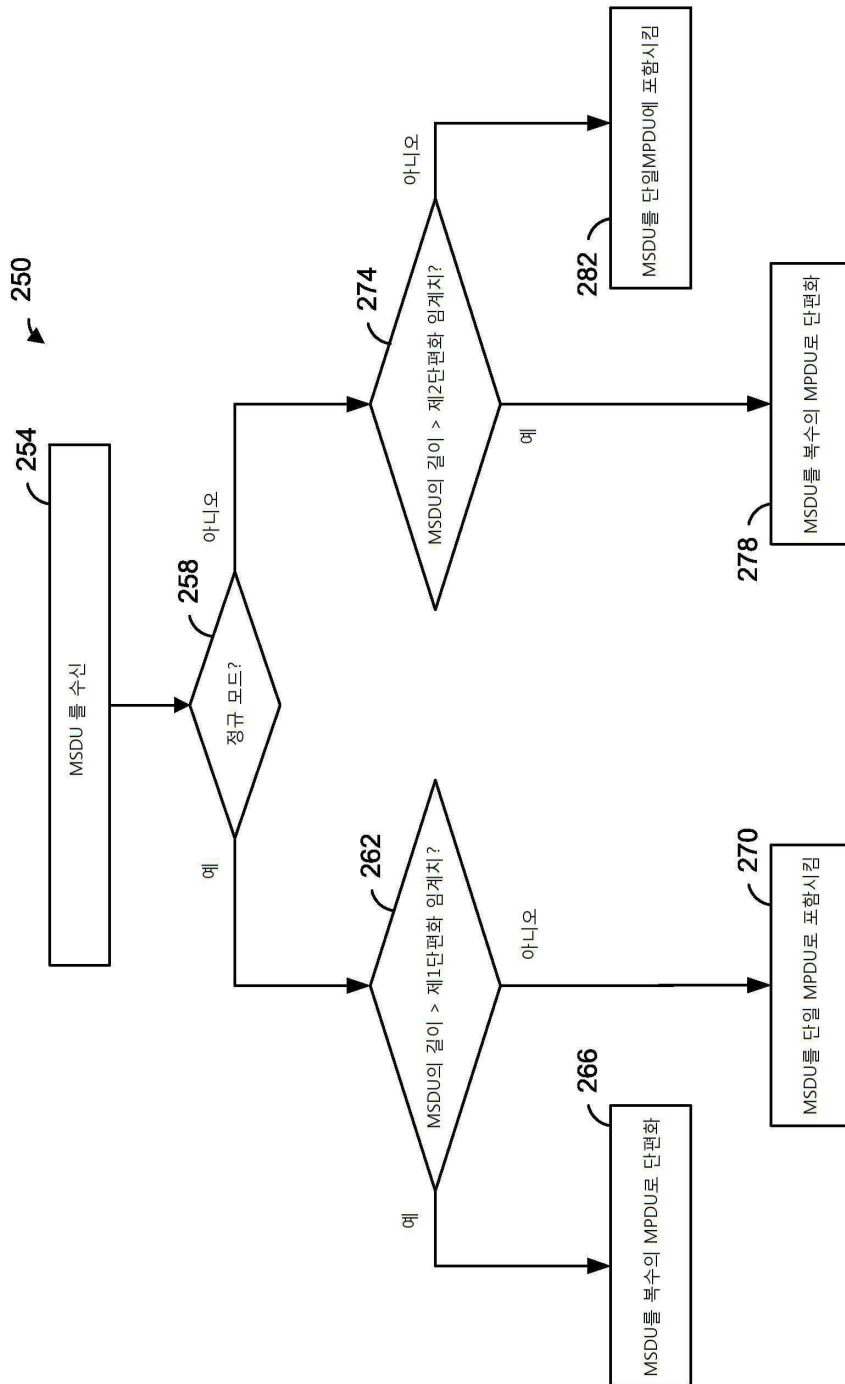 250
254
MSDU 를 수신
258
정규 모드?
예
아니오
262
MSDU의 길이 > 제1단편화 임계치?
274
MSDU의 길이 > 제2단편화 임계치?
예
아니오
예
아니오
266
MSDU를 복수의 MPDU로 단편화
282
MSDU를 단일MPDU에 포함시킴
270
MSDU를 단일 MPDU로 포함시킴
278
MSDU를 복수의 MPDU로 단편화